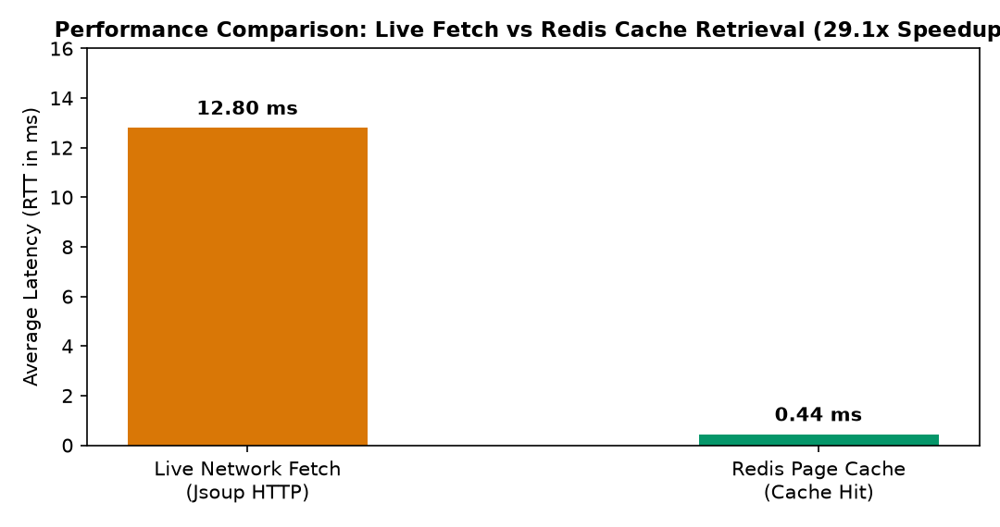 Performance Comparison: Live Fetch vs Redis Cache Retrieval (29.1x Speedup
16
14
12
10
8
6
4
2
0
Average Latency (RTT in ms)
12.80 ms
0.44 ms
Live Network Fetch
(Jsoup HTTP)
Redis Page Cache
(Cache Hit)